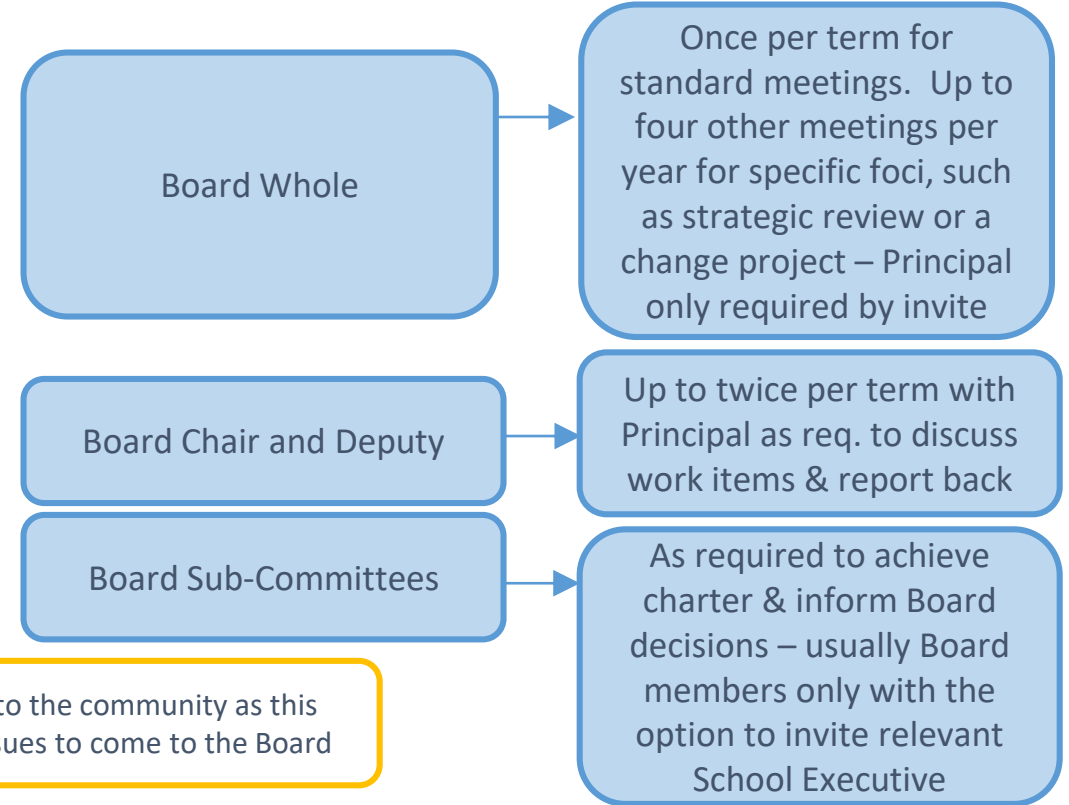 Board Whole
Once per term for
standard meetings.  Up to
four other meetings per
year for specific foci, such
as strategic review or a
change project – Principal
only required by invite
Board Chair and Deputy
Up to twice per term with
Principal as req. to discuss
work items & report back
Board Sub-Committees
As required to achieve
charter & inform Board
decisions – usually Board
members only with the
option to invite relevant
School Executive
to the community as this
sues to come to the Board